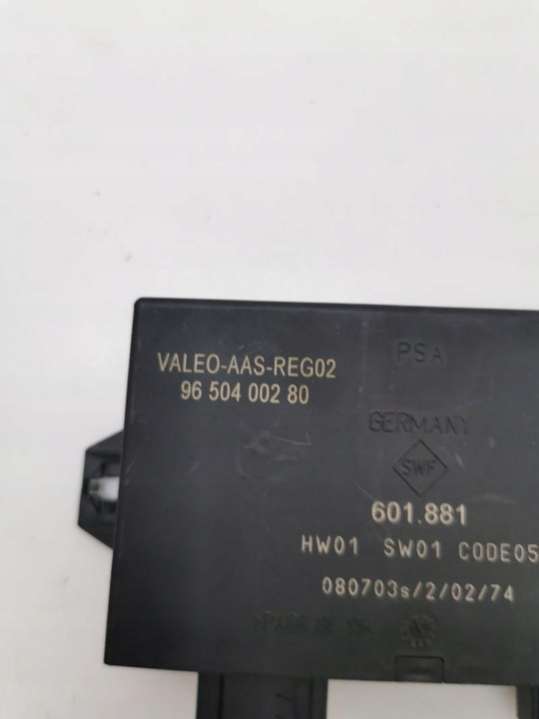 VALEO-AAS-REG02
96 504 002 80
PSA
GERMANY
SWF
601.881
HW01 SW01 CODE05
080703s/2/02/74